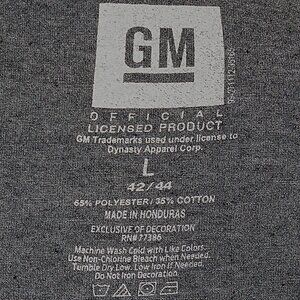 GM
OFFICIAL
LICENSED PRODUCT
GM Trademarks used under license to
Dynasty Apparel Corp.
L
42/44
65% POLYESTER/35% COTTON
MADE IN HONDURAS
EXCLUSIVE OF DECORATION
RN# 77386
Machine Wash Cold with Like Colors.
Use Non-Chlorine Bleach when Needed.
Tumble Dry Low. Low Iron if Needed.
Do Not Iron Decoration.